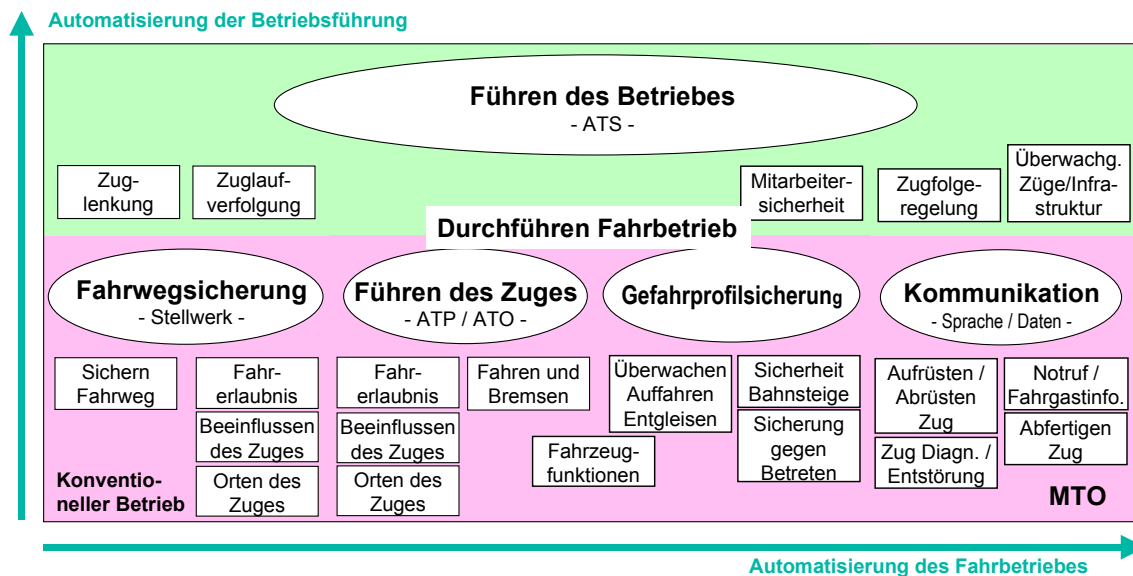 Automatisierung der Betriebsführung
Führen des Betriebes
- ATS -
Zug-
lenkung
Zuglauf-
verfolgung
Mitarbeiter-
sicherheit
Zugfolge-
regelung
Überwachg.
Züge/Infra-
struktur
Durchführen Fahrbetrieb
Fahrwegsicherung
- Stellwerk -
Führen des Zuges
- ATP / ATO -
Gefahrprofilsicherung
Kommunikation
- Sprache / Daten -
Sichern
Fahrweg
Fahr-
erlaubnis
Beeinflussen
des Zuges
Orten des
Zuges
Fahr-
erlaubnis
Beeinflussen
des Zuges
Orten des
Zuges
Fahren und
Bremsen
Fahrzeug-
funktionen
Überwachen
Auffahren
Entgleisen
Sicherheit
Bahnsteige
Sicherung
gegen
Betreten
Aufrüsten /
Abrüsten
Zug
Zug Diagn. /
Entstörung
Notruf /
Fahrgastinfo.
Abfertigen
Zug
Konventio-
neller Betrieb
MTO
Automatisierung des Fahrbetriebes